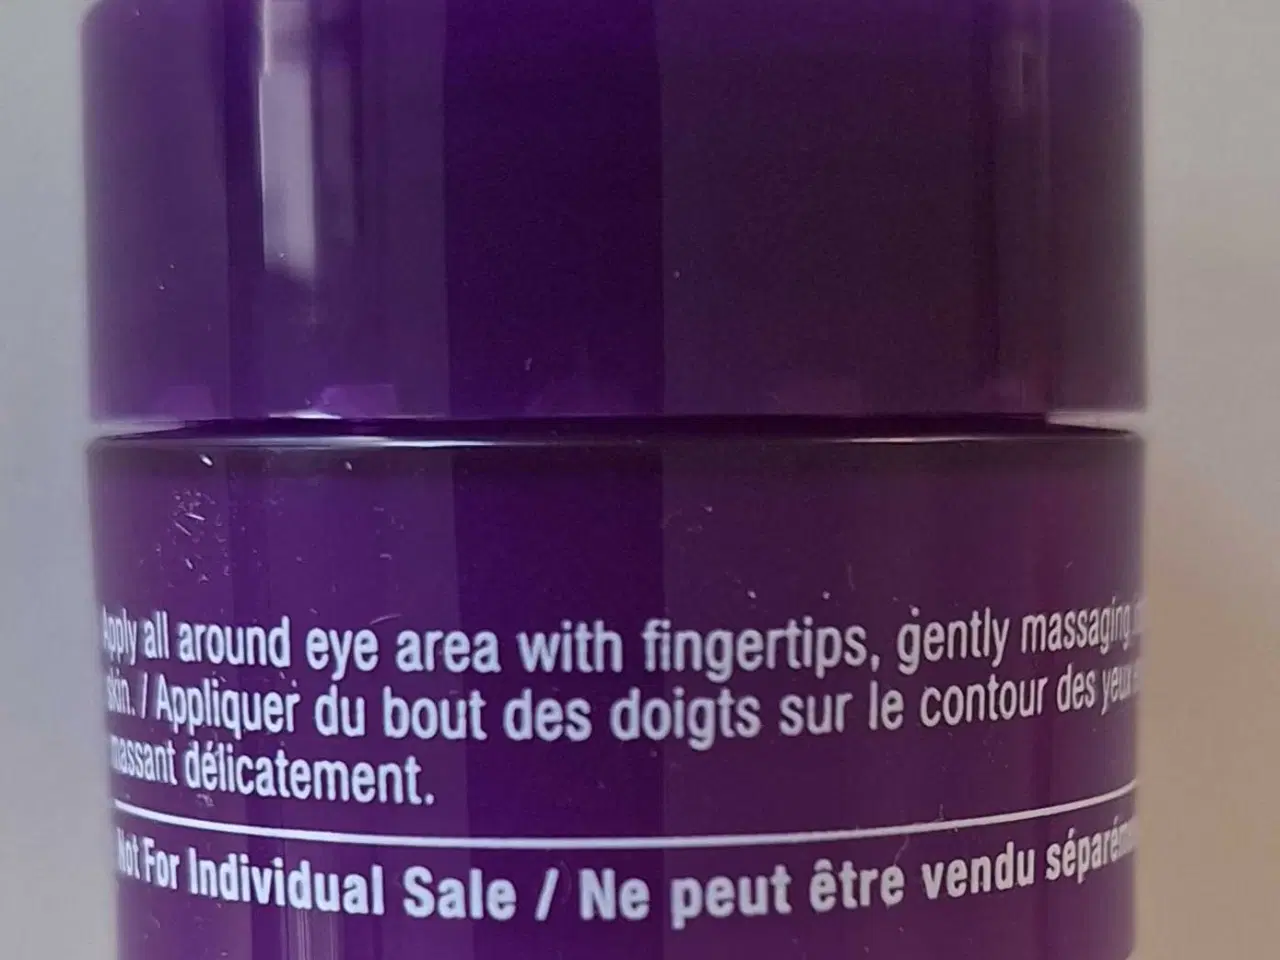 Apply all around eye area with fingertips, gently massaging
skin. / Appliquer du bout des doigts sur le contour des yeux
massant délicatement.
Not For Individual Sale / Ne peut être vendu